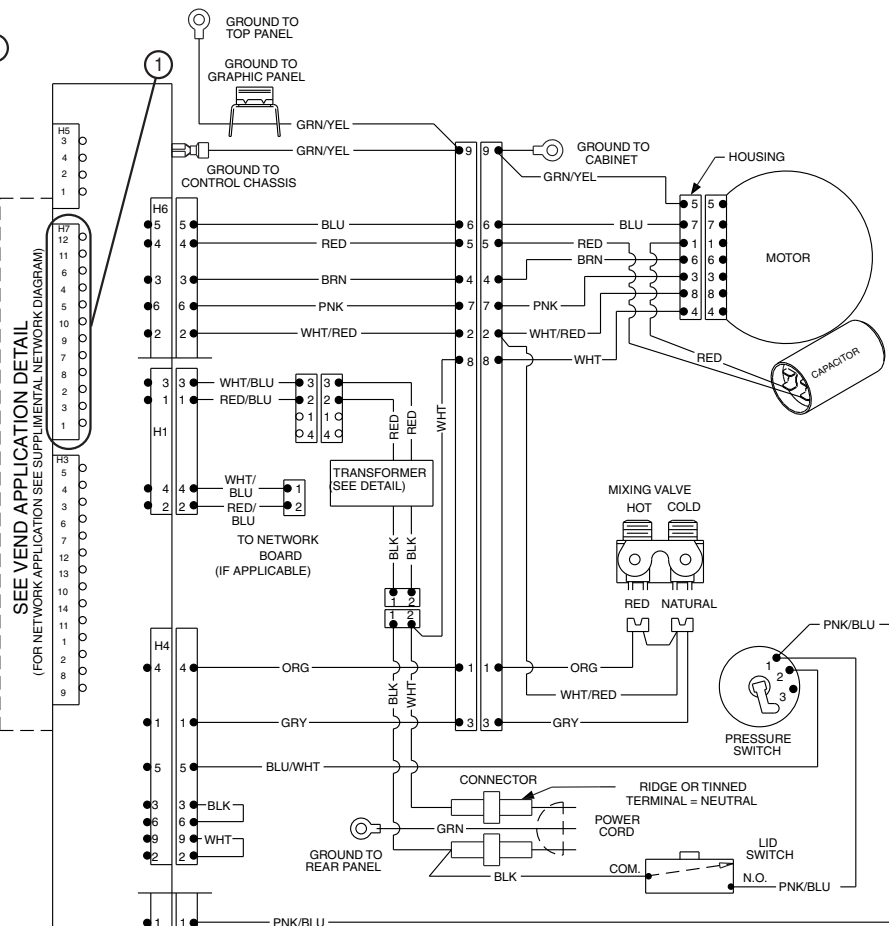 GROUND TO
TOP PANEL
1
GROUND TO
GRAPHIC PANEL
GRN/YEL
GRN/YEL
GROUND TO
CONTROL CHASSIS
9 9
GROUND TO
CABINET
GRN/YEL
HOUSING
MOTOR
CAPACITOR
H5
3
4
2
1
H7
12
11
6
4
5
10
9
7
8
2
3
1
H3
5
4
3
6
7
12
13
10
14
11
1
2
8
9
SEE VEND APPLICATION DETAIL
(FOR NETWORK APPLICATION SEE SUPPLIMENTAL NETWORK DIAGRAM)
H6
5 5 BLU 6 6 BLU
4 4 RED 5 5 RED
3 3 BRN 4 4 BRN
6 6 PNK 7 7 PNK
2 2 WHT/RED 2 2 WHT/RED
8 8 WHT
5 5
7 7
1 1
6 6
3 3
8 8
4 4
RED
H1
3 3 WHT/BLU 3 3
1 1 RED/BLU 2 2
1 1
4 4
RED
RED
WHT
4 4 WHT/
BLU 1
2 2 RED/
BLU 2
TO NETWORK
BOARD
(IF APPLICABLE)
TRANSFORMER
(SEE DETAIL)
BLK
BLK
1 2
1 2
BLK
WHT
MIXING VALVE
HOT COLD
RED NATURAL
H4
4 4 ORG 1 1 ORG
WHT/RED
1 1 GRY 3 3 GRY
5 5 BLU/WHT
3 3 BLK
6 6
9 9 WHT
2 2
PNK/BLU
1
2
3
PRESSURE
SWITCH
CONNECTOR
RIDGE OR TINNED
TERMINAL = NEUTRAL
POWER
CORD
GRN
GROUND TO
REAR PANEL
BLK
COM.
LID
SWITCH
N.O.
PNK/BLU
1 1 PNK/BLU